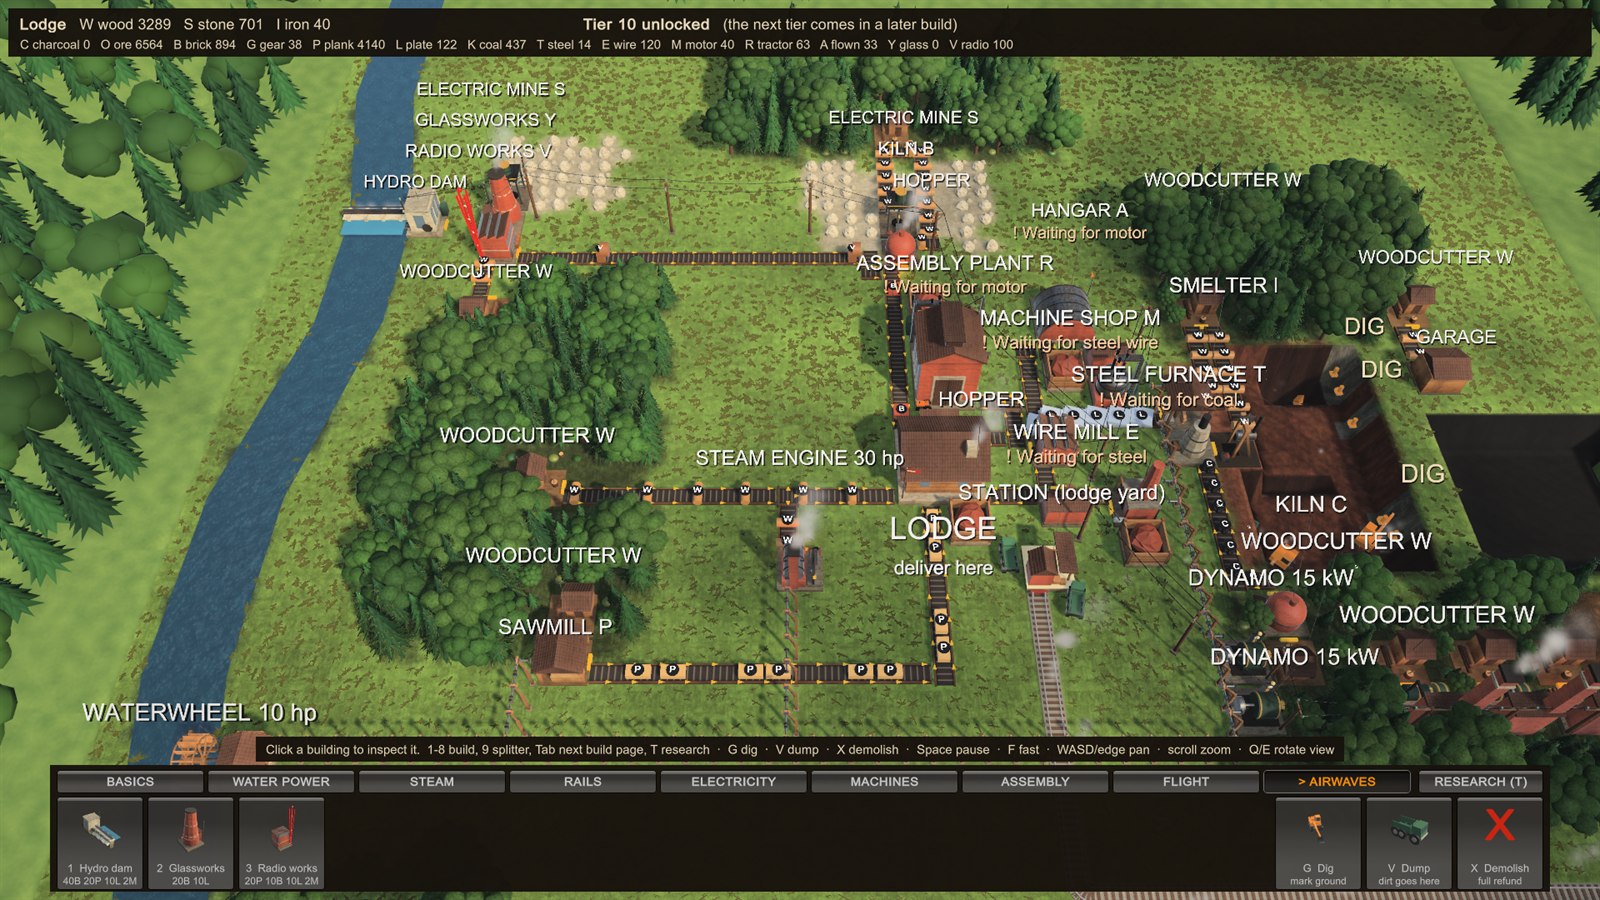 Lodge W wood 3289 S stone 701 I iron 40
Tier 10 unlocked (the next tier comes in a later build)
C charcoal 0 O ore 6564 B brick 894 G gear 38 P plank 4140 L plate 122 K coal 437 T steel 14 E wire 120 M motor 40 R tractor 63 A flown 33 Y glass 0 V radio 100
ELECTRIC MINE S
GLASSWORKS Y
RADIO WORKS V
HYDRO DAM
WOODCUTTER W
ELECTRIC MINE S
KILN B
HOPPER
WOODCUTTER W
HANGAR A
! Waiting for motor
WOODCUTTER W
ASSEMBLY PLANT R
! Waiting for motor
SMELTER I
MACHINE SHOP M
! Waiting for steel wire
DIG
GARAGE
DIG
STEEL FURNACE T
! Waiting for coal
HOPPER
WIRE MILL E
! Waiting for steel
WOODCUTTER W
STEAM ENGINE 30 hp
DIG
STATION (lodge yard)
KILN C
LODGE
deliver here
WOODCUTTER W
WOODCUTTER W
DYNAMO 15 kW
WOODCUTTER W
SAWMILL P
DYNAMO 15 kW
WATERWHEEL 10 hp
Click a building to inspect it. 1-8 build, 9 splitter, Tab next build page, T research · G dig · V dump · X demolish · Space pause · F fast · WASD/edge pan · scroll zoom · Q/E rotate view
BASICS
WATER POWER
STEAM
RAILS
ELECTRICITY
MACHINES
ASSEMBLY
FLIGHT
> AIRWAVES
RESEARCH (T)
1 Hydro dam
40B 20P 10L 2M
2 Glassworks
20B 10L
3 Radio works
20P 10B 10L 2M
G Dig
mark ground
V Dump
dirt goes here
X Demolish
full refund